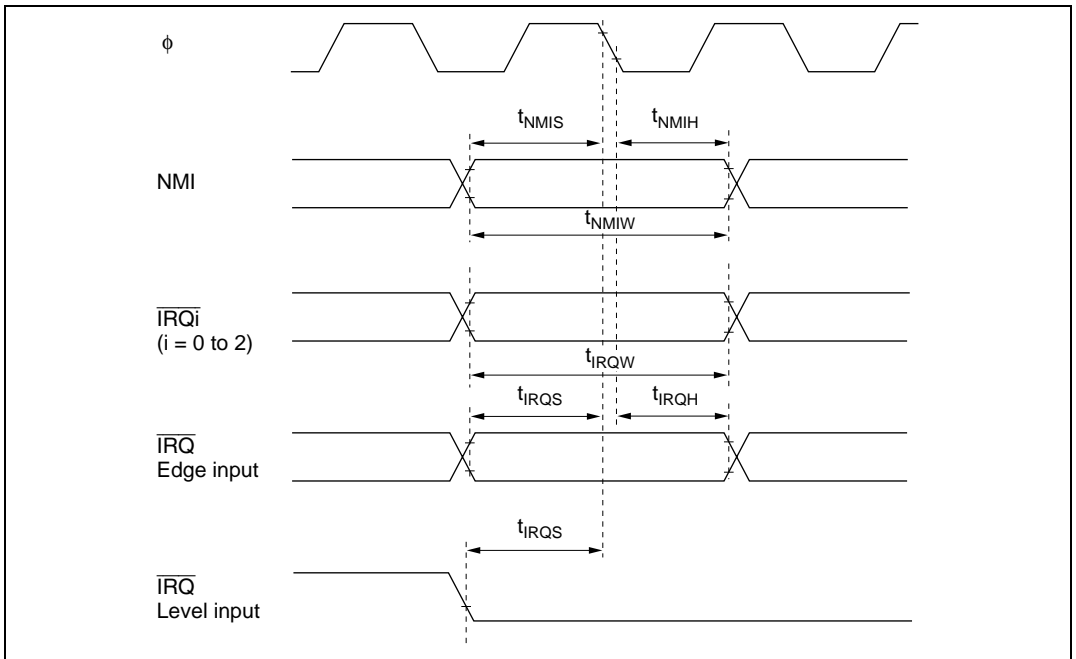 ϕ
tNMIS
tNMIH
NMI
tNMIW
IRQi
(i = 0 to 2)
tIRQW
tIRQS
tIRQH
IRQ
Edge input
tIRQS
IRQ
Level input